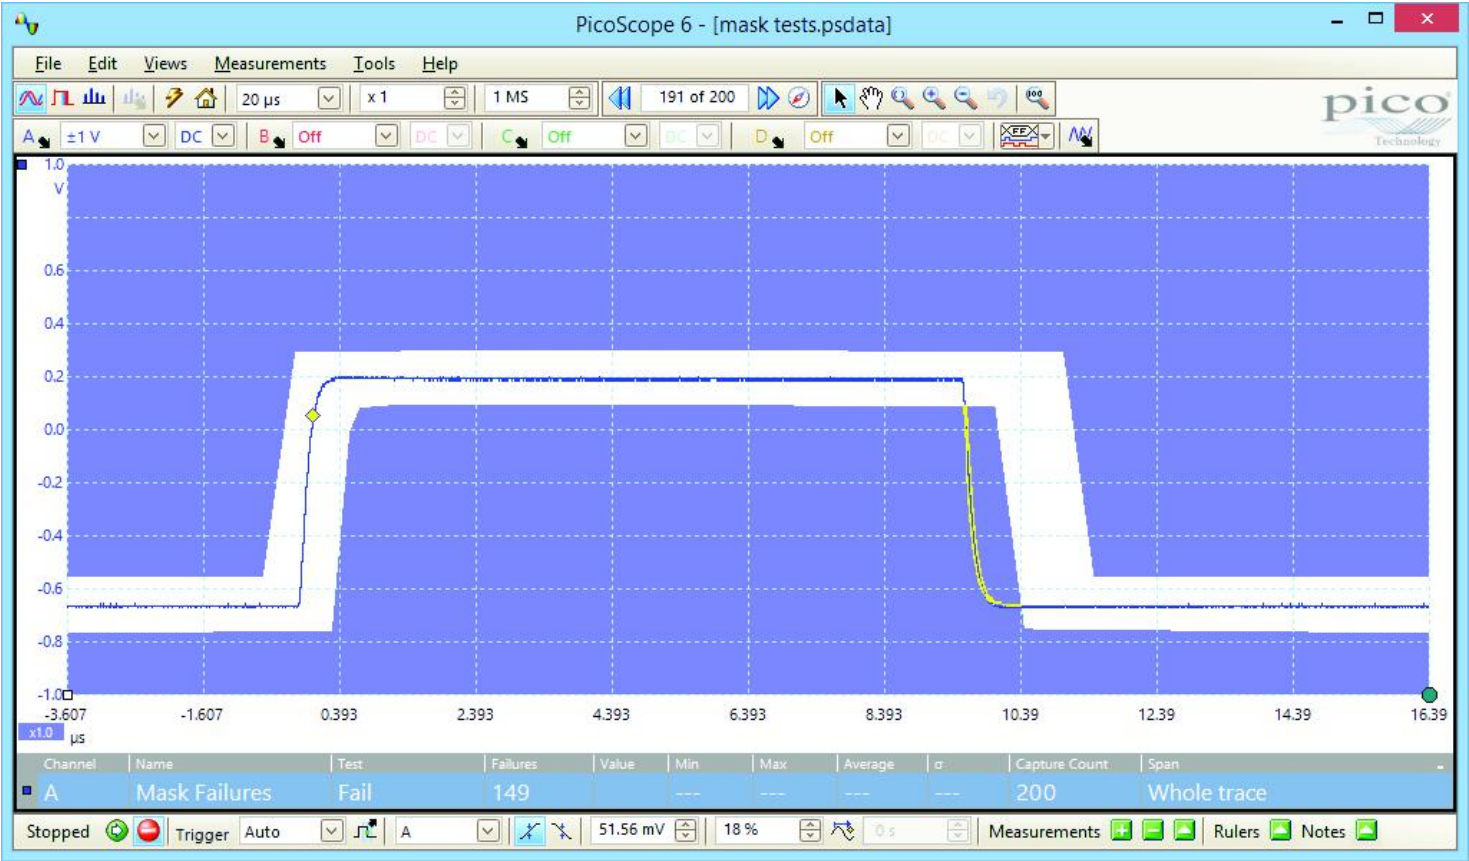 PicoScope 6 - [mask tests.psdata]
File Edit Views Measurements Tools Help
20 µs x 1 1 MS 191 of 200
pico
Technology
A ±1 V DC B Off DC C Off DC D Off DC
1.0
V
0.6
0.4
0.2
0.0
-0.2
-0.4
-0.6
-0.8
-1.0
-3.607 -1.607 0.393 2.393 4.393 6.393 8.393 10.39 12.39 14.39 16.39
x1.0 µs
Channel Name Test Failures Value Min Max Average σ Capture Count Span
A Mask Failures Fail 149 --- --- --- --- 200 Whole trace
Stopped Trigger Auto A 51.56 mV 18 % 0 s Measurements Rulers Notes